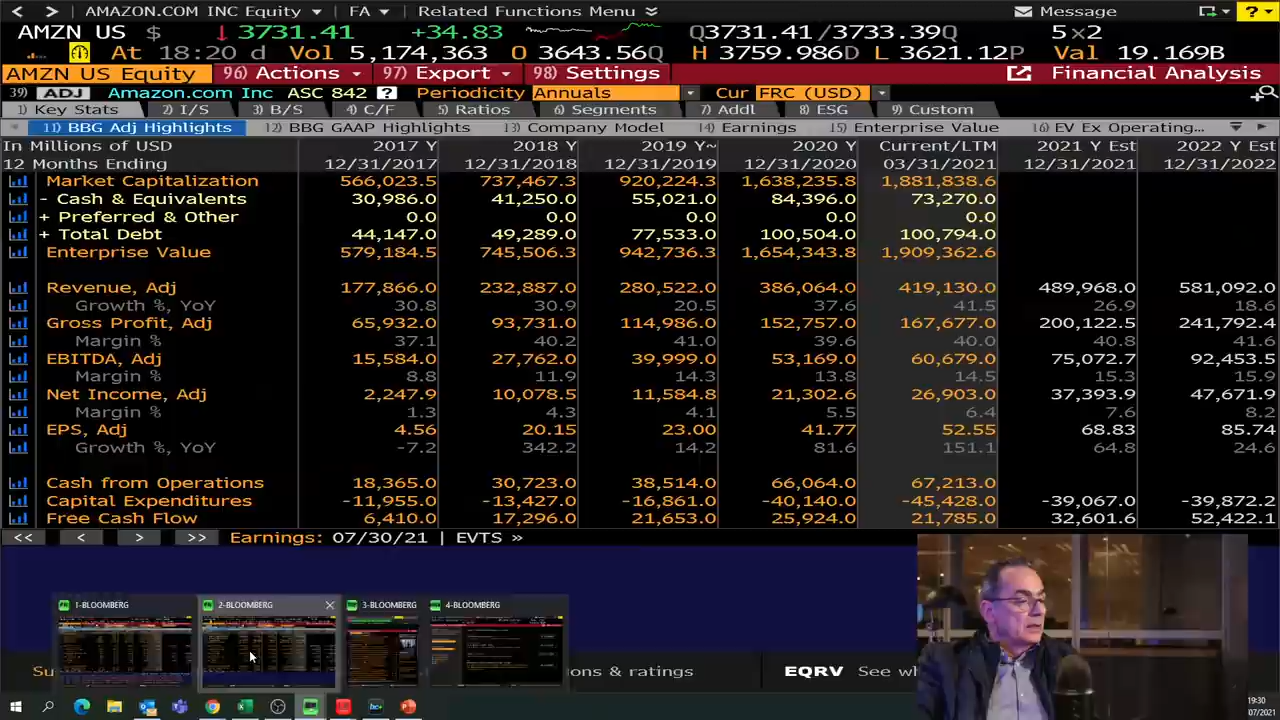 AMAZON.COM INC Equity FA Related Functions Menu Message ?
AMZN US $ 3731.41 +34.83 Q3731.41/3733.39Q 5x2
At 18:20 d Vol 5,174,363 O 3643.56Q H 3759.986D L 3621.12P Val 19.169B
AMZN US Equity 96) Actions 97) Export 98) Settings Financial Analysis
39) ADJ Amazon.com Inc ASC 842 ? Periodicity Annuals Cur FRC (USD)
1) Key Stats 2) I/S 3) B/S 4) C/F 5) Ratios 6) Segments 7) Addl 8) ESG 9) Custom
11) BBG Adj Highlights 12) BBG GAAP Highlights 13) Company Model 14) Earnings 15) Enterprise Value 16) EV Ex Operating...
In Millions of USD 2017 Y 2018 Y 2019 Y~ 2020 Y Current/LTM 2021 Y Est 2022 Y Est
12 Months Ending 12/31/2017 12/31/2018 12/31/2019 12/31/2020 03/31/2021 12/31/2021 12/31/2022
Market Capitalization 566,023.5 737,467.3 920,224.3 1,638,235.8 1,881,838.6
- Cash & Equivalents 30,986.0 41,250.0 55,021.0 84,396.0 73,270.0
+ Preferred & Other 0.0 0.0 0.0 0.0 0.0
+ Total Debt 44,147.0 49,289.0 77,533.0 100,504.0 100,794.0
Enterprise Value 579,184.5 745,506.3 942,736.3 1,654,343.8 1,909,362.6
Revenue, Adj 177,866.0 232,887.0 280,522.0 386,064.0 419,130.0 489,968.0 581,092.0
Growth %, YoY 30.8 30.9 20.5 37.6 41.5 26.9 18.6
Gross Profit, Adj 65,932.0 93,731.0 114,986.0 152,757.0 167,677.0 200,122.5 241,792.4
Margin % 37.1 40.2 41.0 39.6 40.0 40.8 41.6
EBITDA, Adj 15,584.0 27,762.0 39,999.0 53,169.0 60,679.0 75,072.7 92,453.5
Margin % 8.8 11.9 14.3 13.8 14.5 15.3 15.9
Net Income, Adj 2,247.9 10,078.5 11,584.8 21,302.6 26,903.0 37,393.9 47,671.9
Margin % 1.3 4.3 4.1 5.5 6.4 7.6 8.2
EPS, Adj 4.56 20.15 23.00 41.77 52.55 68.83 85.74
Growth %, YoY -7.2 342.2 14.2 81.6 151.1 64.8 24.6
Cash from Operations 18,365.0 30,723.0 38,514.0 66,064.0 67,213.0
Capital Expenditures -11,955.0 -13,427.0 -16,861.0 -40,140.0 -45,428.0 -39,067.0 -39,872.2
Free Cash Flow 6,410.0 17,296.0 21,653.0 25,924.0 21,785.0 32,601.6 52,422.1
<< < > >> Earnings: 07/30/21 | EVTS »
1-BLOOMBERG 2-BLOOMBERG 3-BLOOMBERG 4-BLOOMBERG
Su ons & ratings EQRV See wh
19:30
07/2021